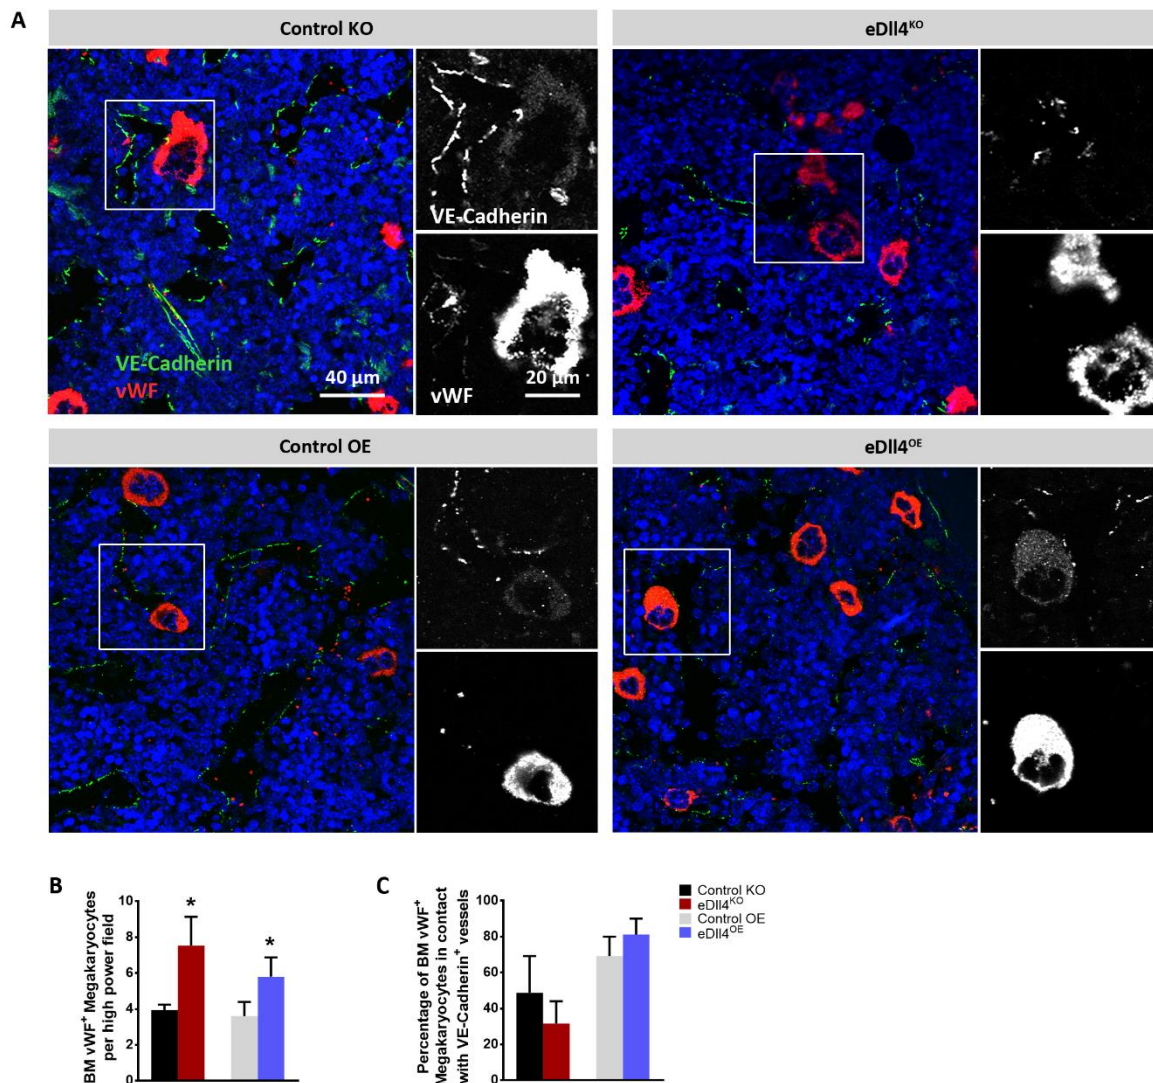 A
Control KO
eDll4KO
VE-Cadherin
VE-Cadherin
vWF
40 µm
vWF
20 µm
Control OE
eDll4OE
B
BM vWF+ Megakaryocytes
per high power field
10
8
6
4
2
0
*
*
C
Percentage of BM vWF+
Megakaryocytes in contact
with VE-Cadherin+ vessels
100
80
60
40
20
0
Control KO
eDll4KO
Control OE
eDll4OE